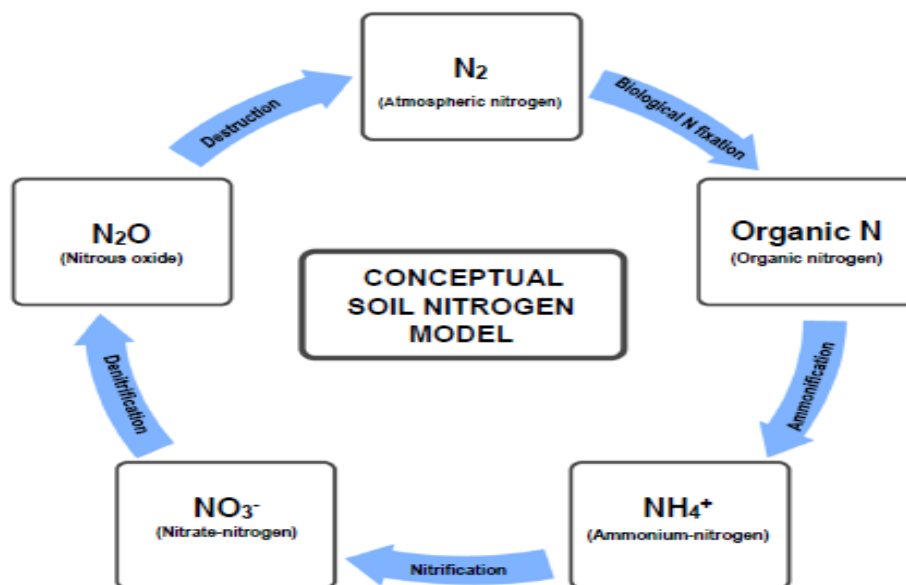 N₂
(Atmospheric nitrogen)
Biological N fixation
Organic N
(Organic nitrogen)
Ammonification
NH₄⁺
(Ammonium-nitrogen)
Nitrification
NO₃⁻
(Nitrate-nitrogen)
Denitrification
N₂O
(Nitrous oxide)
Destruction
CONCEPTUAL
SOIL NITROGEN
MODEL